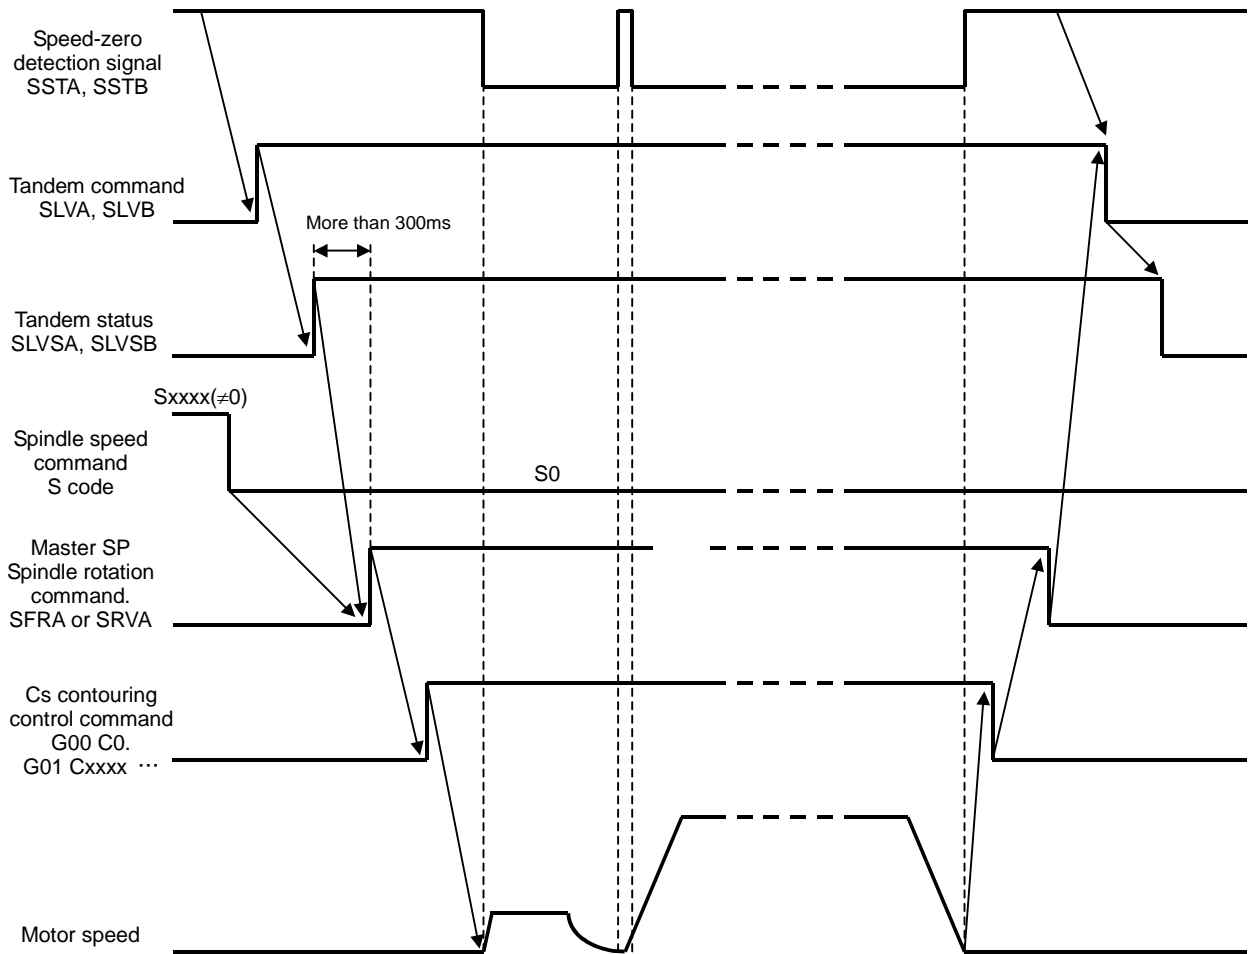 Speed-zero
detection signal
SSTA, SSTB
Tandem command
SLVA, SLVB
More than 300ms
Tandem status
SLVSA, SLVSB
Sxxxx(≠0)
Spindle speed
command
S code
S0
Master SP
Spindle rotation
command.
SFRA or SRVA
Cs contouring
control command
G00 C0.
G01 Cxxxx ⋯
Motor speed